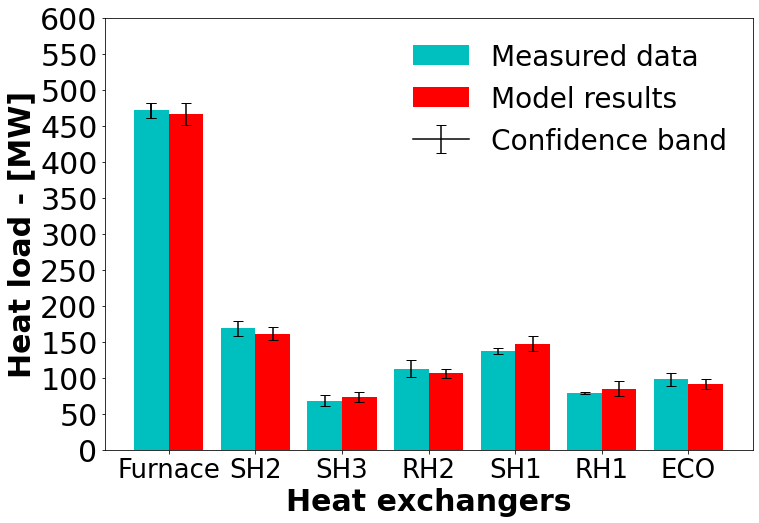 600
550
500
450
400
350
300
250
200
150
100
50
0
Heat load - [MW]
Measured data
Model results
Confidence band
Furnace SH2 SH3 RH2 SH1 RH1 ECO
Heat exchangers